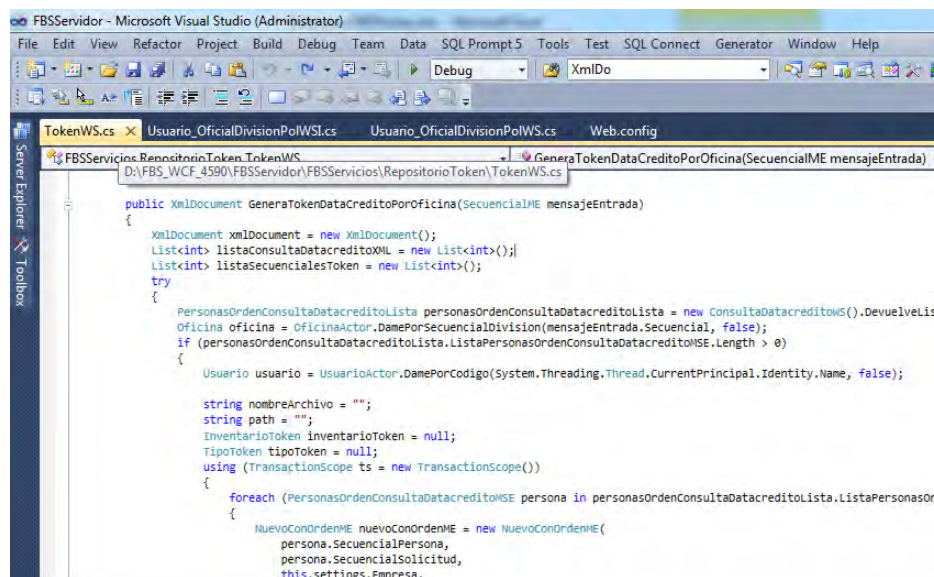 FBSServidor - Microsoft Visual Studio (Administrator)
File Edit View Refactor Project Build Debug Team Data SQL Prompt 5 Tools Test SQL Connect Generator Window Help
Debug XmlDo
TokenWS.cs Usuario_OficialDivisionPolWSI.cs Usuario_OficialDivisionPolWS.cs Web.config
FBSServicios.RepositorioToken.TokenWS GeneraTokenDataCreditoPorOficina(SecuencialME mensajeEntrada)
D:\FBS_WCF_4590\FBSServidor\FBSServicios\RepositorioToken\TokenWS.cs
Server Explorer
Toolbox
public XmlDocument GeneraTokenDataCreditoPorOficina(SecuencialME mensajeEntrada)
{
XmlDocument xmlDocument = new XmlDocument();
List<int> listaConsultaDatacreditoXML = new List<int>();
List<int> listaSecuencialesToken = new List<int>();
try
{
PersonasOrdenConsultaDatacreditoLista personasOrdenConsultaDatacreditoLista = new ConsultaDatacreditoWS().DevuelveLis
Oficina oficina = OficinaActor.DamePorSecuencialDivision(mensajeEntrada.Secuencial, false);
if (personasOrdenConsultaDatacreditoLista.ListaPersonasOrdenConsultaDatacreditoMSE.Length > 0)
{
Usuario usuario = UsuarioActor.DamePorCodigo(System.Threading.Thread.CurrentPrincipal.Identity.Name, false);
string nombreArchivo = "";
string path = "";
InventarioToken inventarioToken = null;
TipoToken tipoToken = null;
using (TransactionScope ts = new TransactionScope())
{
foreach (PersonasOrdenConsultaDatacreditoMSE persona in personasOrdenConsultaDatacreditoLista.ListaPersonasOr
{
NuevoConOrdenME nuevoConOrdenME = new NuevoConOrdenME(
persona.SecuencialPersona,
persona.SecuencialSolicitud,
this.settings.Empresa,